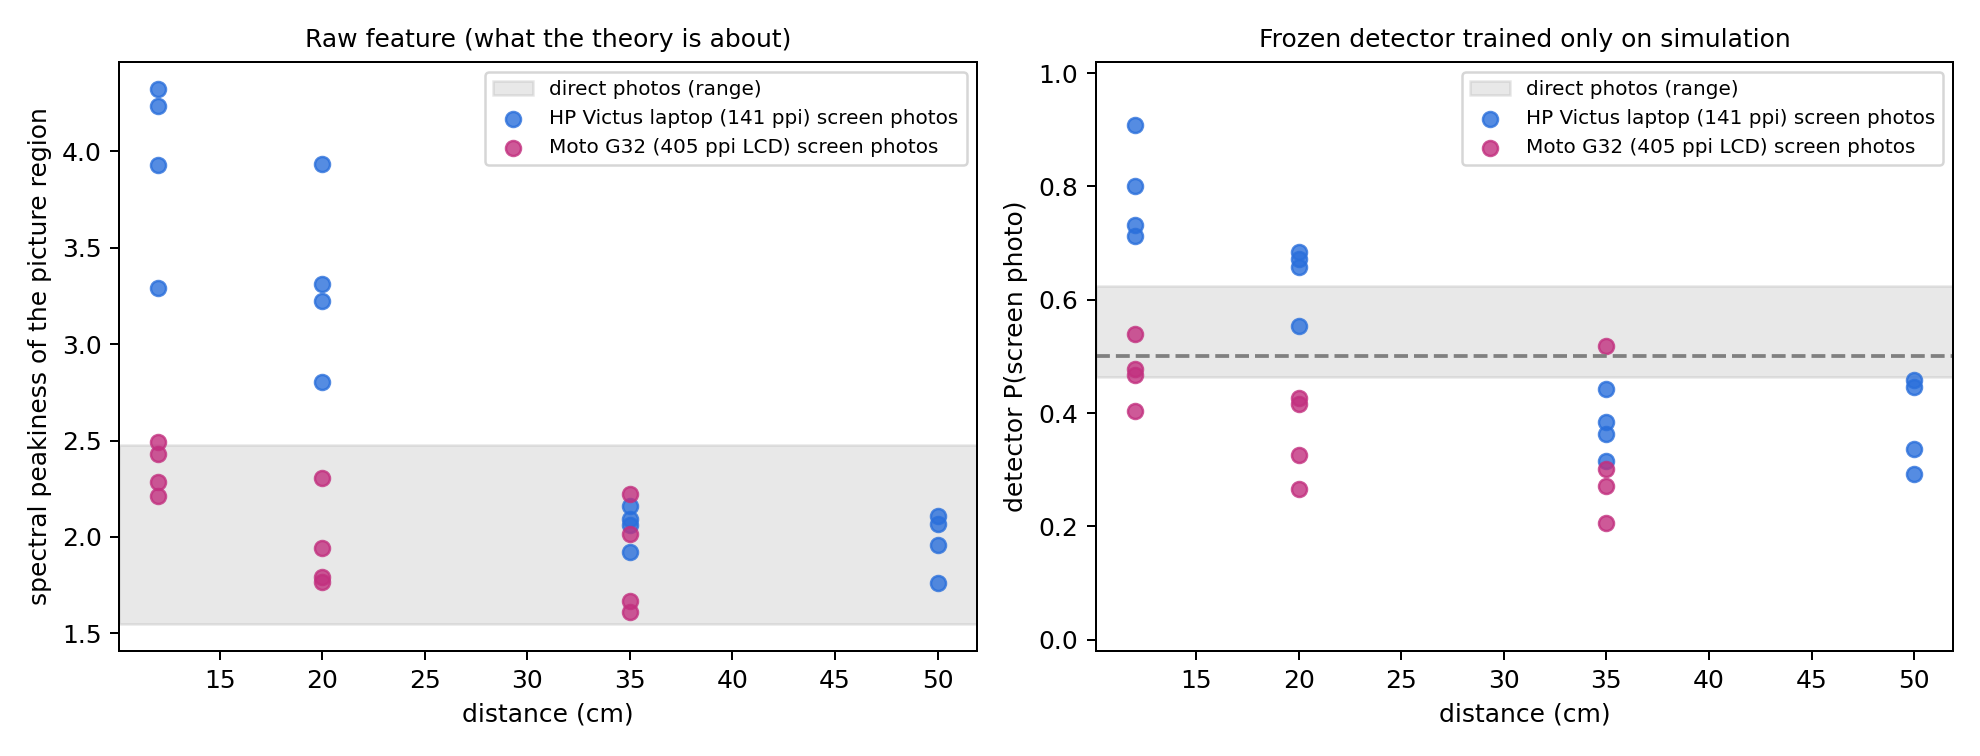 Raw feature (what the theory is about)
direct photos (range)
HP Victus laptop (141 ppi) screen photos
Moto G32 (405 ppi LCD) screen photos
spectral peakiness of the picture region
4.0
3.5
3.0
2.5
2.0
1.5
15
20
25
30
35
40
45
50
distance (cm)
Frozen detector trained only on simulation
direct photos (range)
HP Victus laptop (141 ppi) screen photos
Moto G32 (405 ppi LCD) screen photos
detector P(screen photo)
1.0
0.8
0.6
0.4
0.2
0.0
15
20
25
30
35
40
45
50
distance (cm)